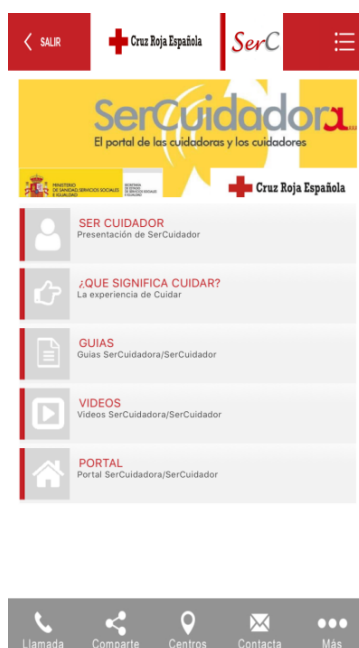 SALIR
Cruz Roja Española
SerC
SerCuidadora
El portal de las cuidadoras y los cuidadores
Cruz Roja Española
SER CUIDADOR
Presentación de SerCuidador
¿QUE SIGNIFICA CUIDAR?
La experiencia de Cuidar
GUIAS
Guias SerCuidadora/SerCuidador
VIDEOS
Videos SerCuidadora/SerCuidador
PORTAL
Portal SerCuidadora/SerCuidador
Llamada Comparte Centros Contacta Más